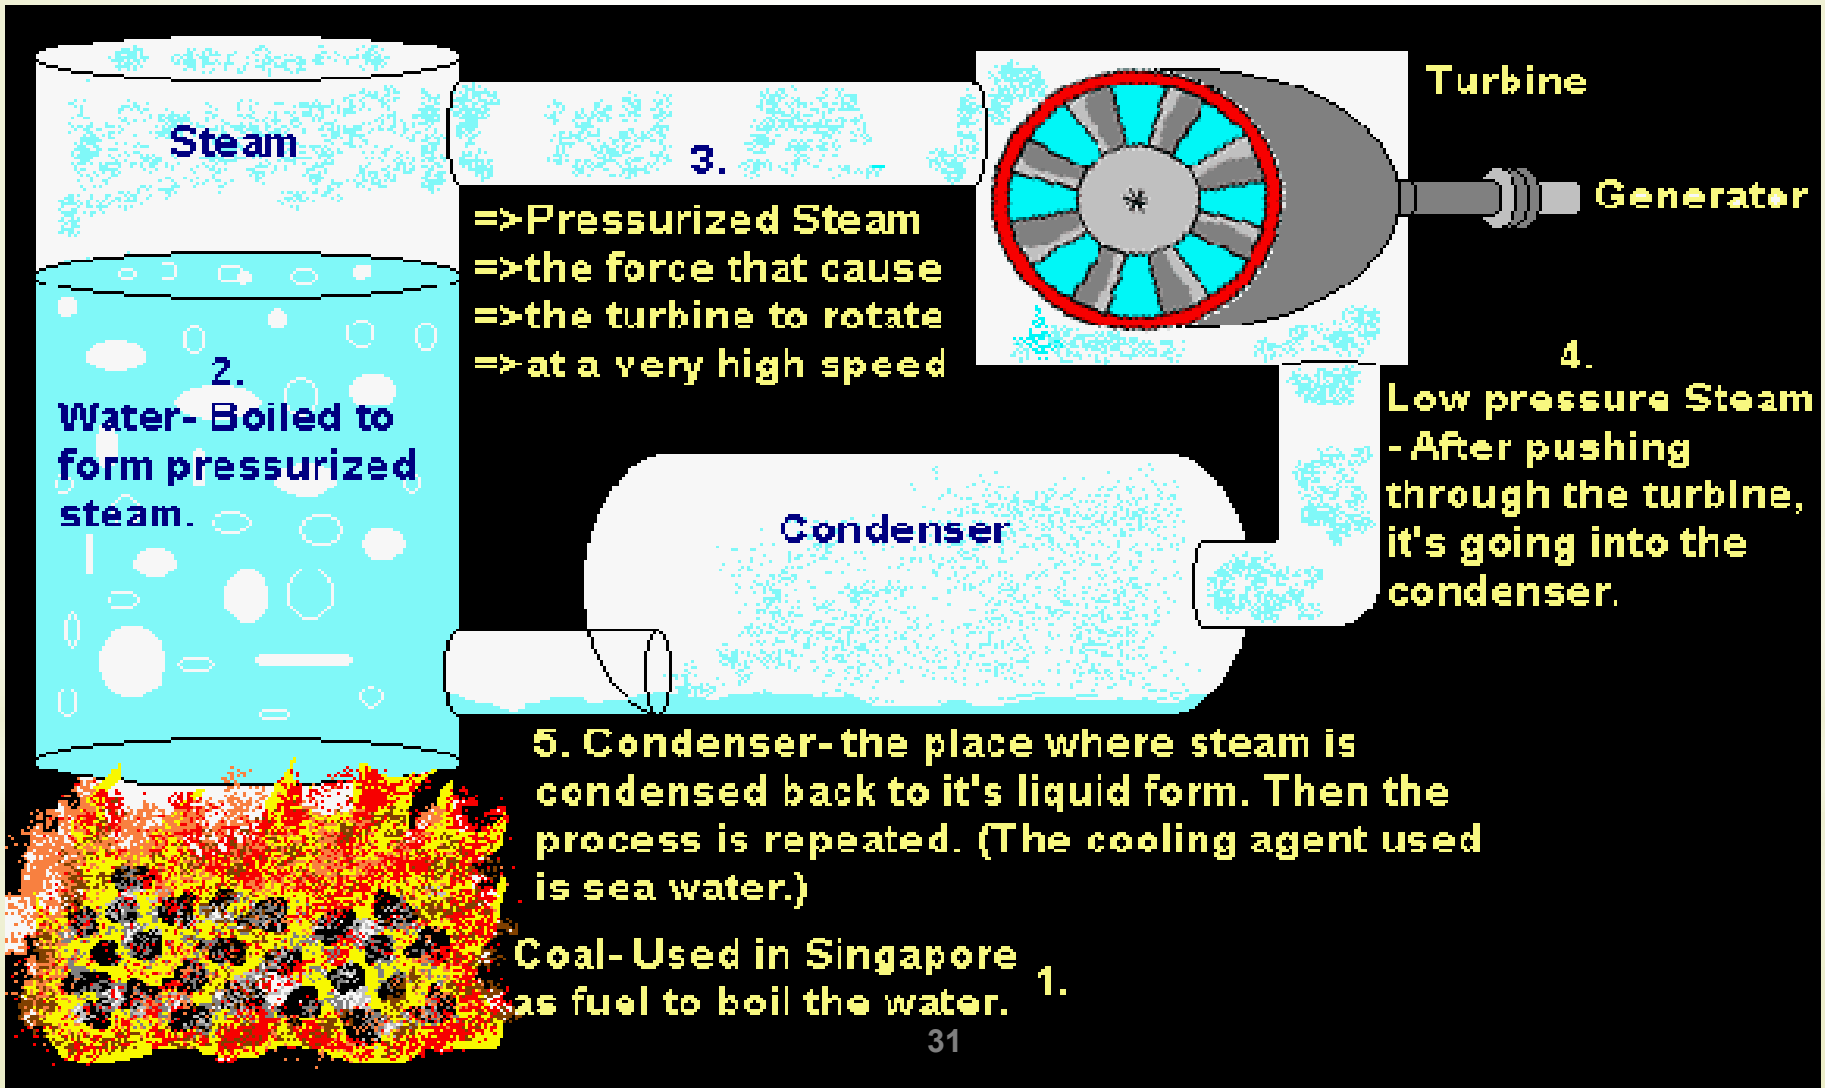 Steam
3.
Turbine
Generator
=>Pressurized Steam
=>the force that cause
=>the turbine to rotate
=>at a very high speed
2.
Water- Boiled to
form pressurized
steam.
4.
Low pressure Steam
- After pushing
through the turbine,
it's going into the
condenser.
Condenser
5. Condenser- the place where steam is
condensed back to it's liquid form. Then the
process is repeated. (The cooling agent used
is sea water.)
Coal- Used in Singapore
as fuel to boil the water.
1.
31